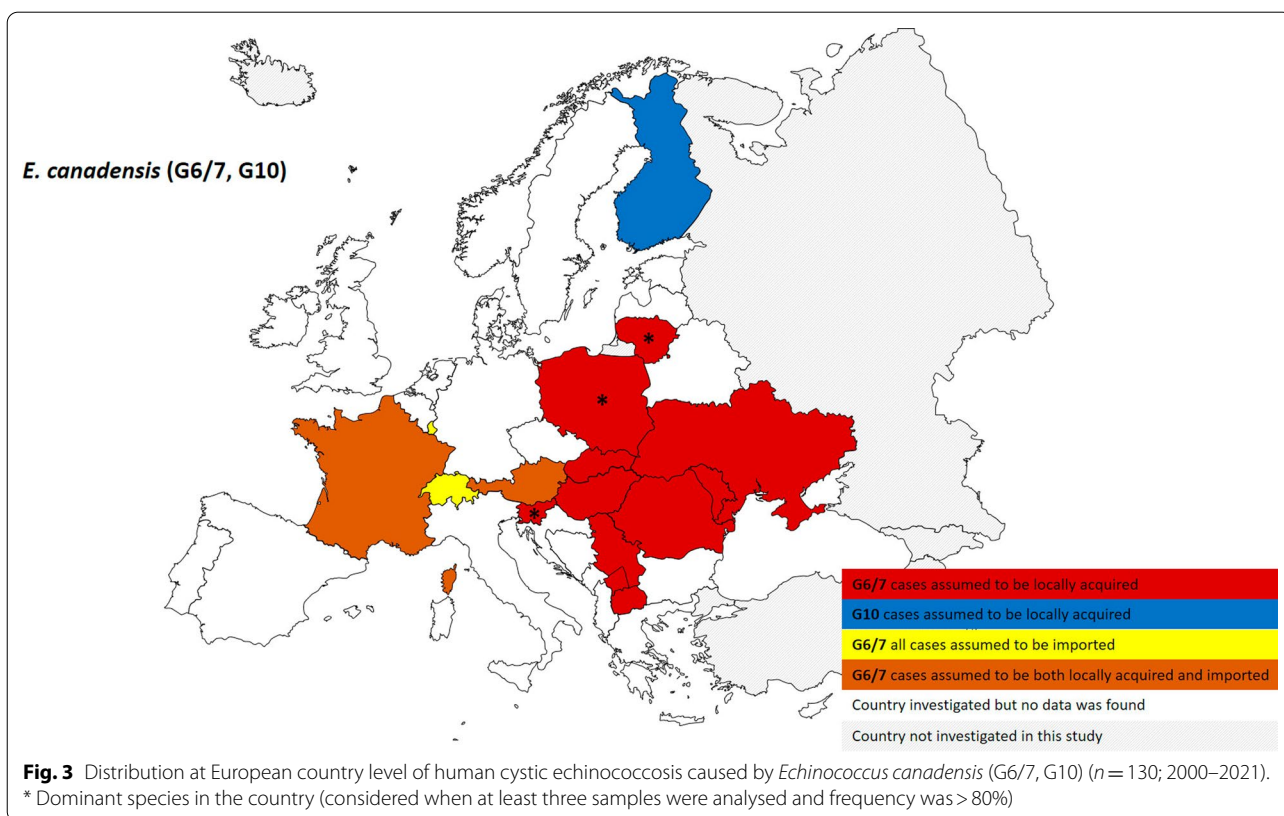 E. canadensis (G6/7, G10)
*
*
*
G6/7 cases assumed to be locally acquired
G10 cases assumed to be locally acquired
G6/7 all cases assumed to be imported
G6/7 cases assumed to be both locally acquired and imported
Country investigated but no data was found
Country not investigated in this study
Fig. 3 Distribution at European country level of human cystic echinococcosis caused by Echinococcus canadensis (G6/7, G10) (n = 130; 2000–2021).
* Dominant species in the country (considered when at least three samples were analysed and frequency was > 80%)